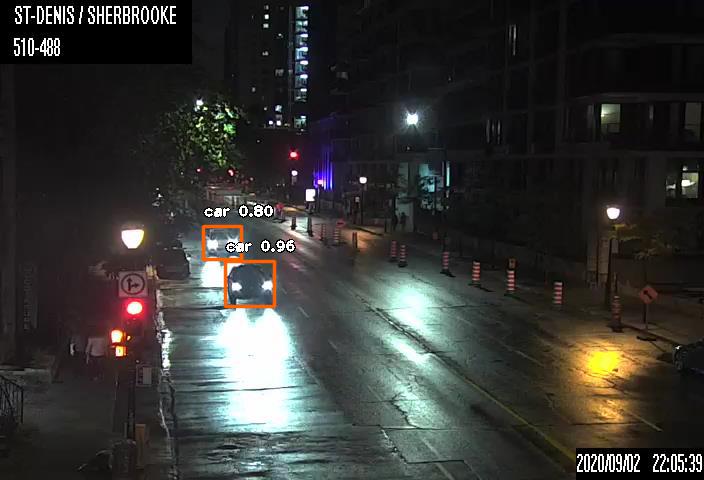 ST-DENIS / SHERBROOKE
510-488
car 0.80
car 0.96
2020/09/02 22:05:39